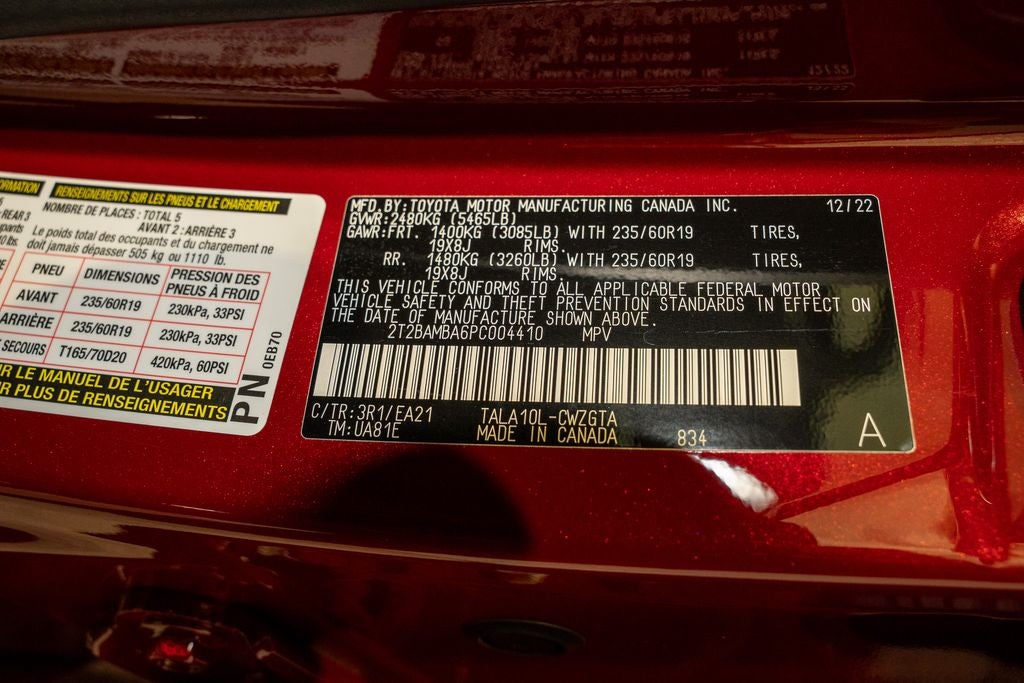 RENSEIGNEMENTS SUR LES PNEUS ET LE CHARGEMENT
NOMBRE DE PLACES : TOTAL 5
REAR 3 AVANT 2 : ARRIÈRE 3
Le poids total des occupants et du chargement ne
doit jamais dépasser 505 kg ou 1110 lb.
PNEU DIMENSIONS PRESSION DES PNEUS À FROID
AVANT 235/60R19 230kPa, 33PSI
ARRIÈRE 235/60R19 230kPa, 33PSI
SECOURS T165/70D20 420kPa, 60PSI
LE MANUEL DE L'USAGER
PLUS DE RENSEIGNEMENTS
PN 0EB70
MFD. BY: TOYOTA MOTOR MANUFACTURING CANADA INC. 12/22
GVWR: 2480KG (5465LB)
GAWR: FRT. 1400KG (3085LB) WITH 235/60R19 TIRES,
19X8J RIMS.
RR. 1480KG (3260LB) WITH 235/60R19 TIRES,
19X8J RIMS.
THIS VEHICLE CONFORMS TO ALL APPLICABLE FEDERAL MOTOR
VEHICLE SAFETY AND THEFT PREVENTION STANDARDS IN EFFECT ON
THE DATE OF MANUFACTURE SHOWN ABOVE.
2T2BAMBA6PC004410 MPV
C/TR: 3R1/EA21 TALA10L-CWZGTA
TM: UA81E MADE IN CANADA 834 A